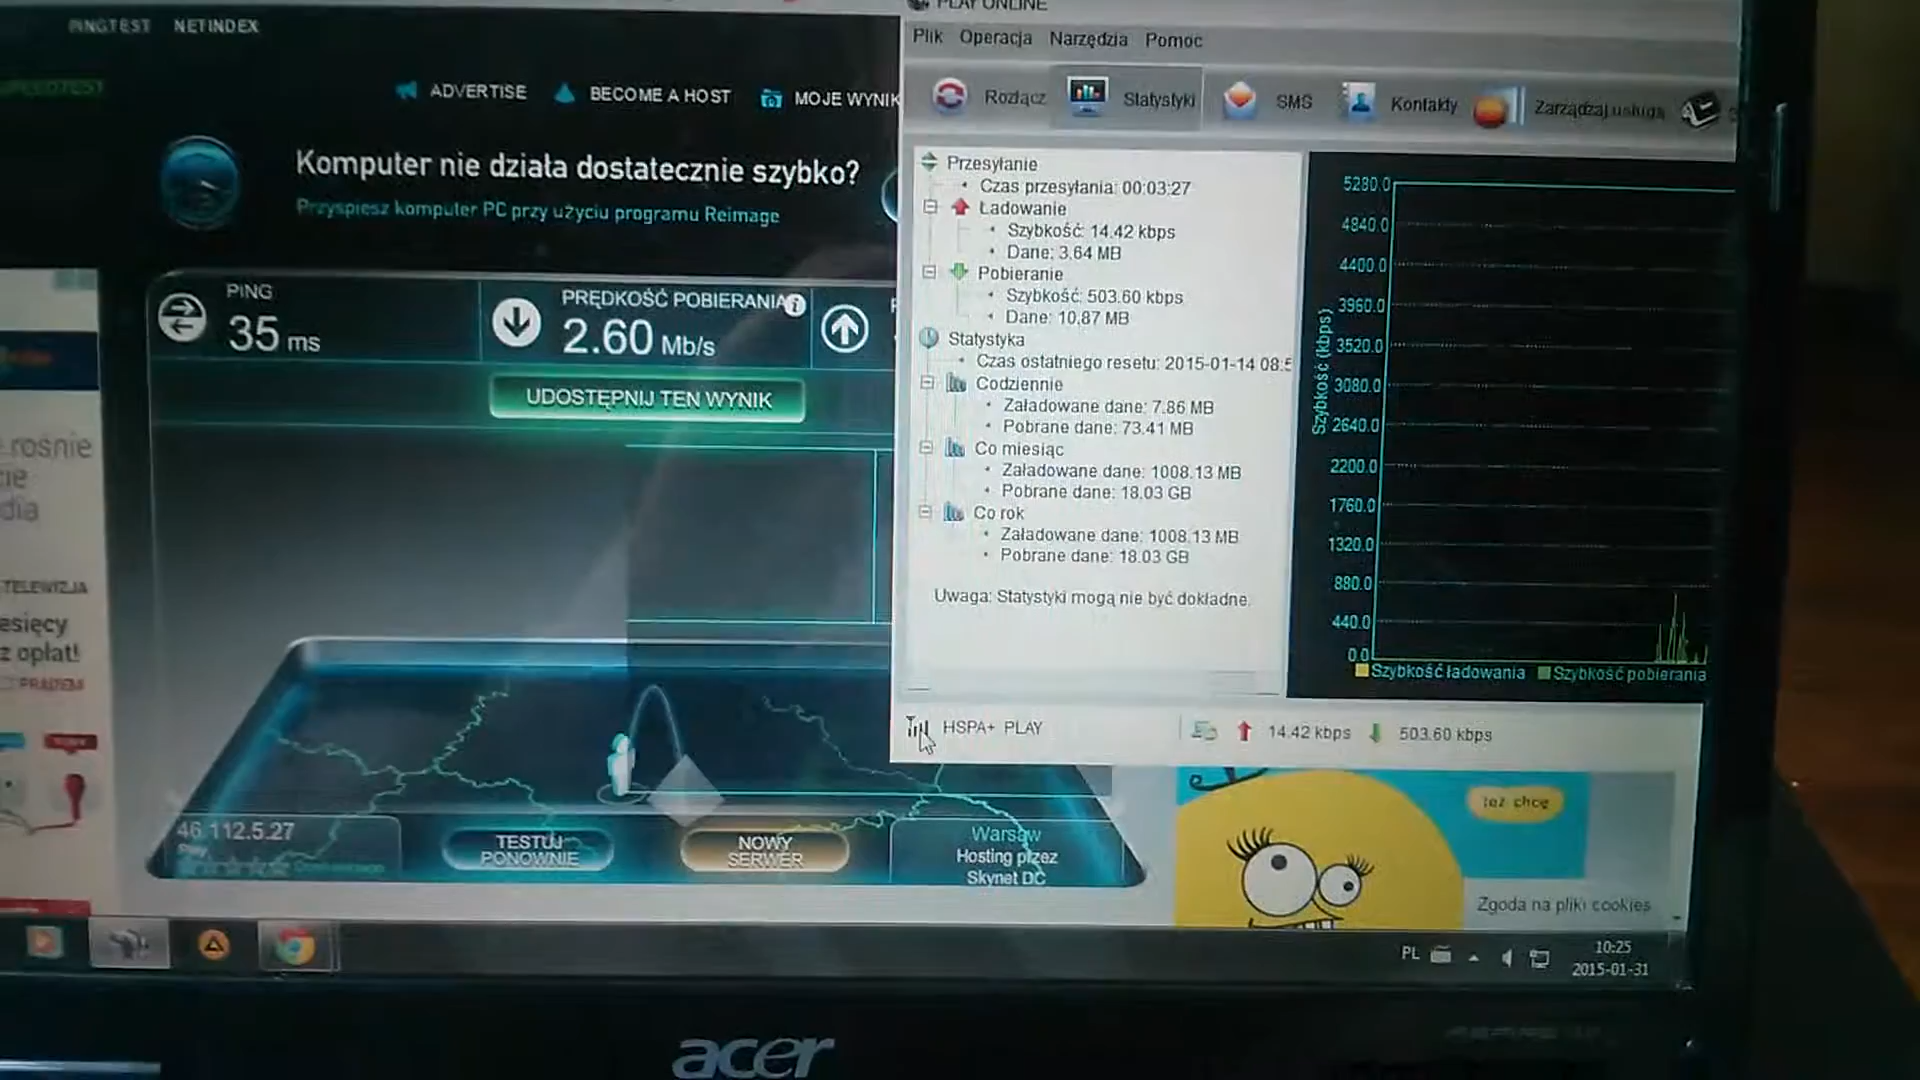 PINGTEST NETINDEX
ADVERTISE BECOME A HOST MOJE WYNIK
Komputer nie działa dostatecznie szybko?
Przyspiesz komputer PC przy użyciu programu Reimage
PING
35 ms
PRĘDKOŚĆ POBIERANIA
2.60 Mb/s
UDOSTĘPNIJ TEN WYNIK
rośnie
cie
dia
TELEWIZJA
esięcy
z opłat!
46.112.5.27
Play
TESTUJ
PONOWNIE
NOWY
SERWER
Warsaw
Hosting przez
Skynet DC
PLAY ONLINE
Plik Operacja Narzędzia Pomoc
Rozłącz Statystyki SMS Kontakty Zarządzaj usługą
Przesyłanie
Czas przesyłania: 00:03:27
Ładowanie
Szybkość: 14.42 kbps
Dane: 3.64 MB
Pobieranie
Szybkość: 503.60 kbps
Dane: 10.87 MB
Statystyka
Czas ostatniego resetu: 2015-01-14 08:5
Codziennie
Załadowane dane: 7.86 MB
Pobrane dane: 73.41 MB
Co miesiąc
Załadowane dane: 1008.13 MB
Pobrane dane: 18.03 GB
Co rok
Załadowane dane: 1008.13 MB
Pobrane dane: 18.03 GB
Uwaga: Statystyki mogą nie być dokładne.
Szybkość (kbps)
5280.0
4840.0
4400.0
3960.0
3520.0
3080.0
2640.0
2200.0
1760.0
1320.0
880.0
440.0
0.0
Szybkość ładowania Szybkość pobierania
HSPA+ PLAY 14.42 kbps 503.60 kbps
też chcę
Zgoda na pliki cookies
PL
10:25
2015-01-31
acer